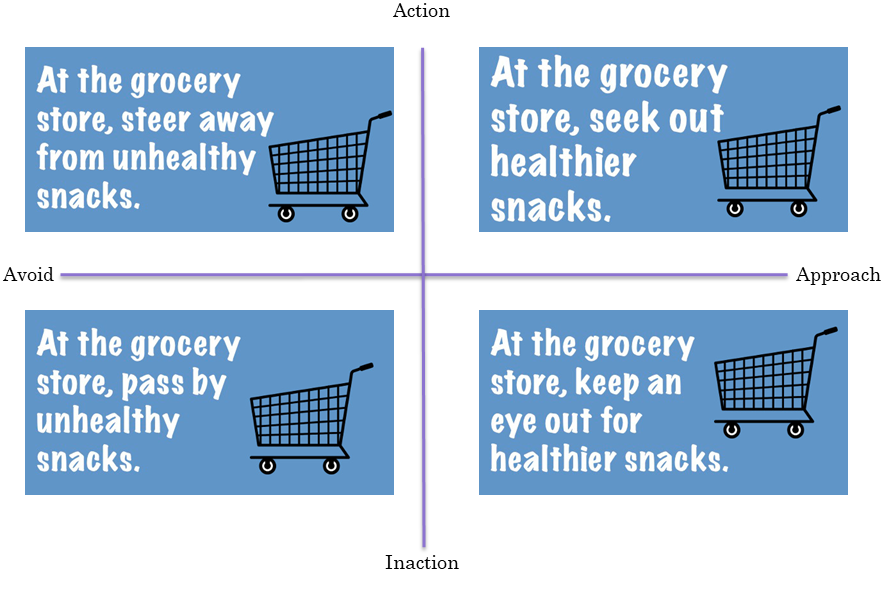 Action
At the grocery
store, steer away
from unhealthy
snacks.
At the grocery
store, seek out
healthier
snacks.
Avoid
Approach
At the grocery
store, pass by
unhealthy
snacks.
At the grocery
store, keep an
eye out for
healthier snacks.
Inaction